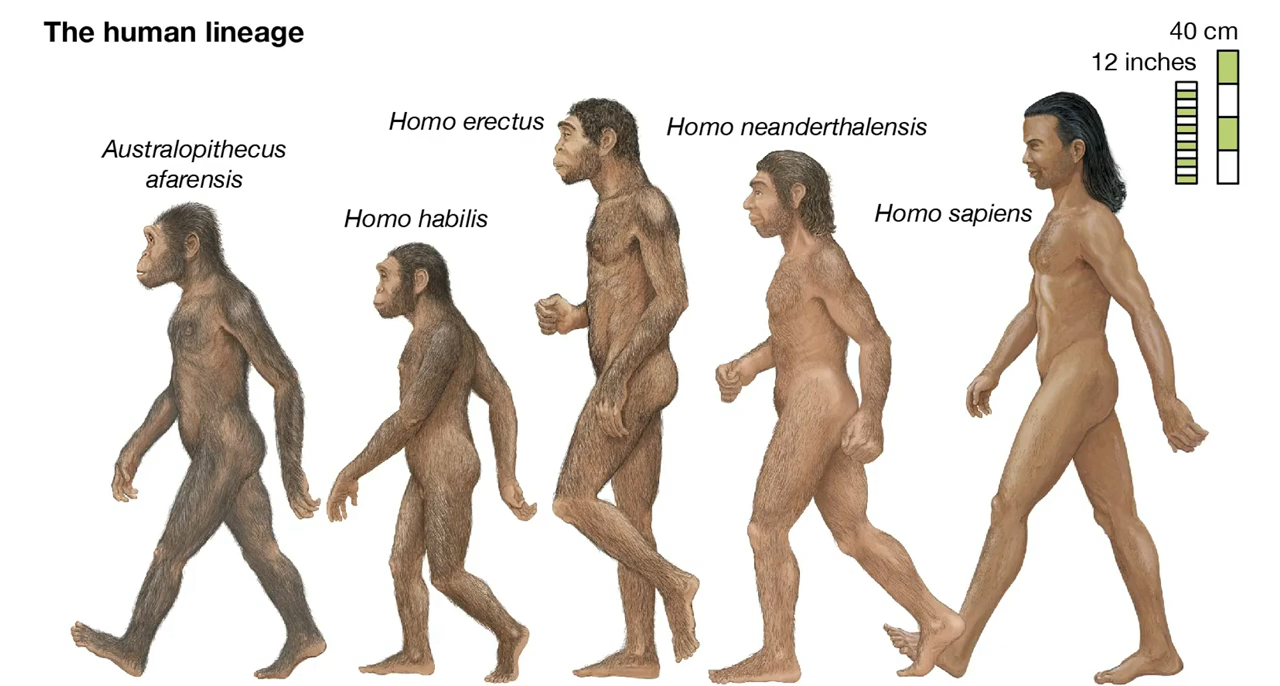 The human lineage
40 cm
12 inches
Homo erectus
Homo neanderthalensis
Australopithecus
afarensis
Homo habilis
Homo sapiens